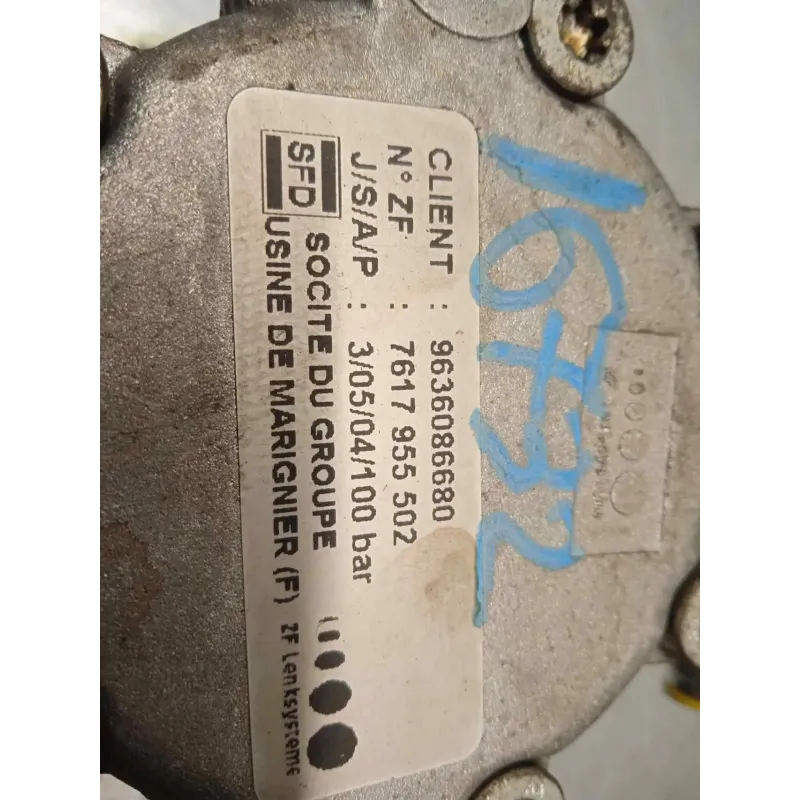 CLIENT : 9636086680
N° ZF : 7617 955 502
J/S/A/P : 3/05/04/100 bar
SFD SOCITE DU GROUPE
USINE DE MARIGNIER (F) ZF Lenksysteme